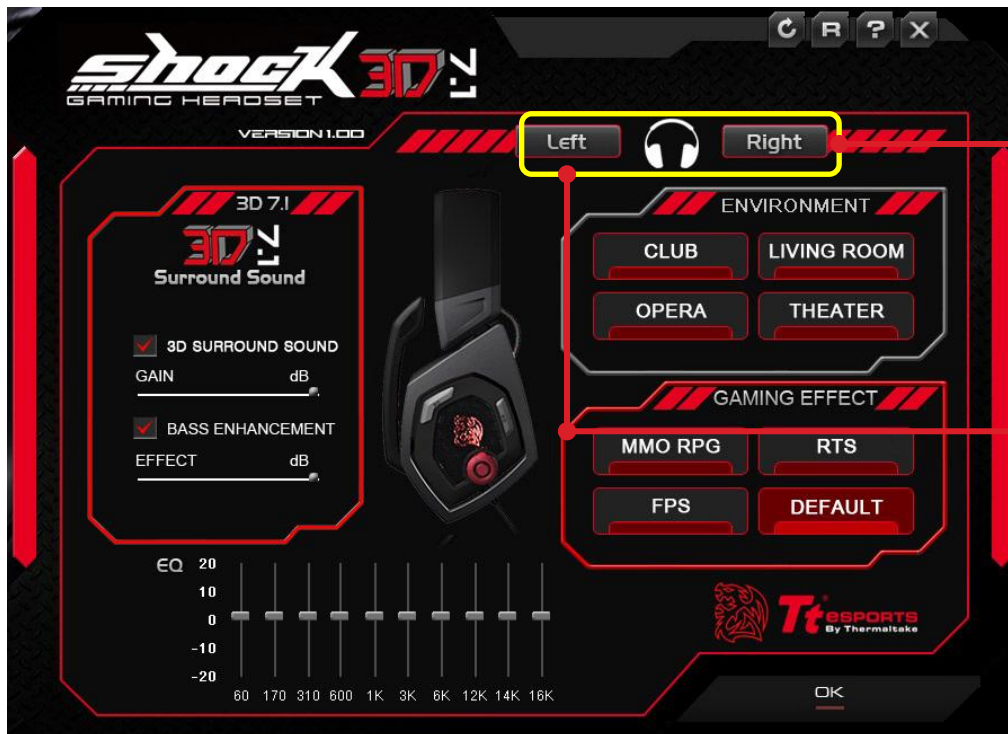 shock 3D 7.1
GAMING HEADSET
R ? X
VERSION 1.00
Left Right
3D 7.1
3D 7.1
Surround Sound
3D SURROUND SOUND
GAIN dB
BASS ENHANCEMENT
EFFECT dB
ENVIRONMENT
CLUB LIVING ROOM
OPERA THEATER
GAMING EFFECT
MMO RPG RTS
FPS DEFAULT
EQ 20
10
0
-10
-20
60 170 310 600 1K 3K 6K 12K 14K 16K
Tt eSPORTS
By Thermaltake
OK